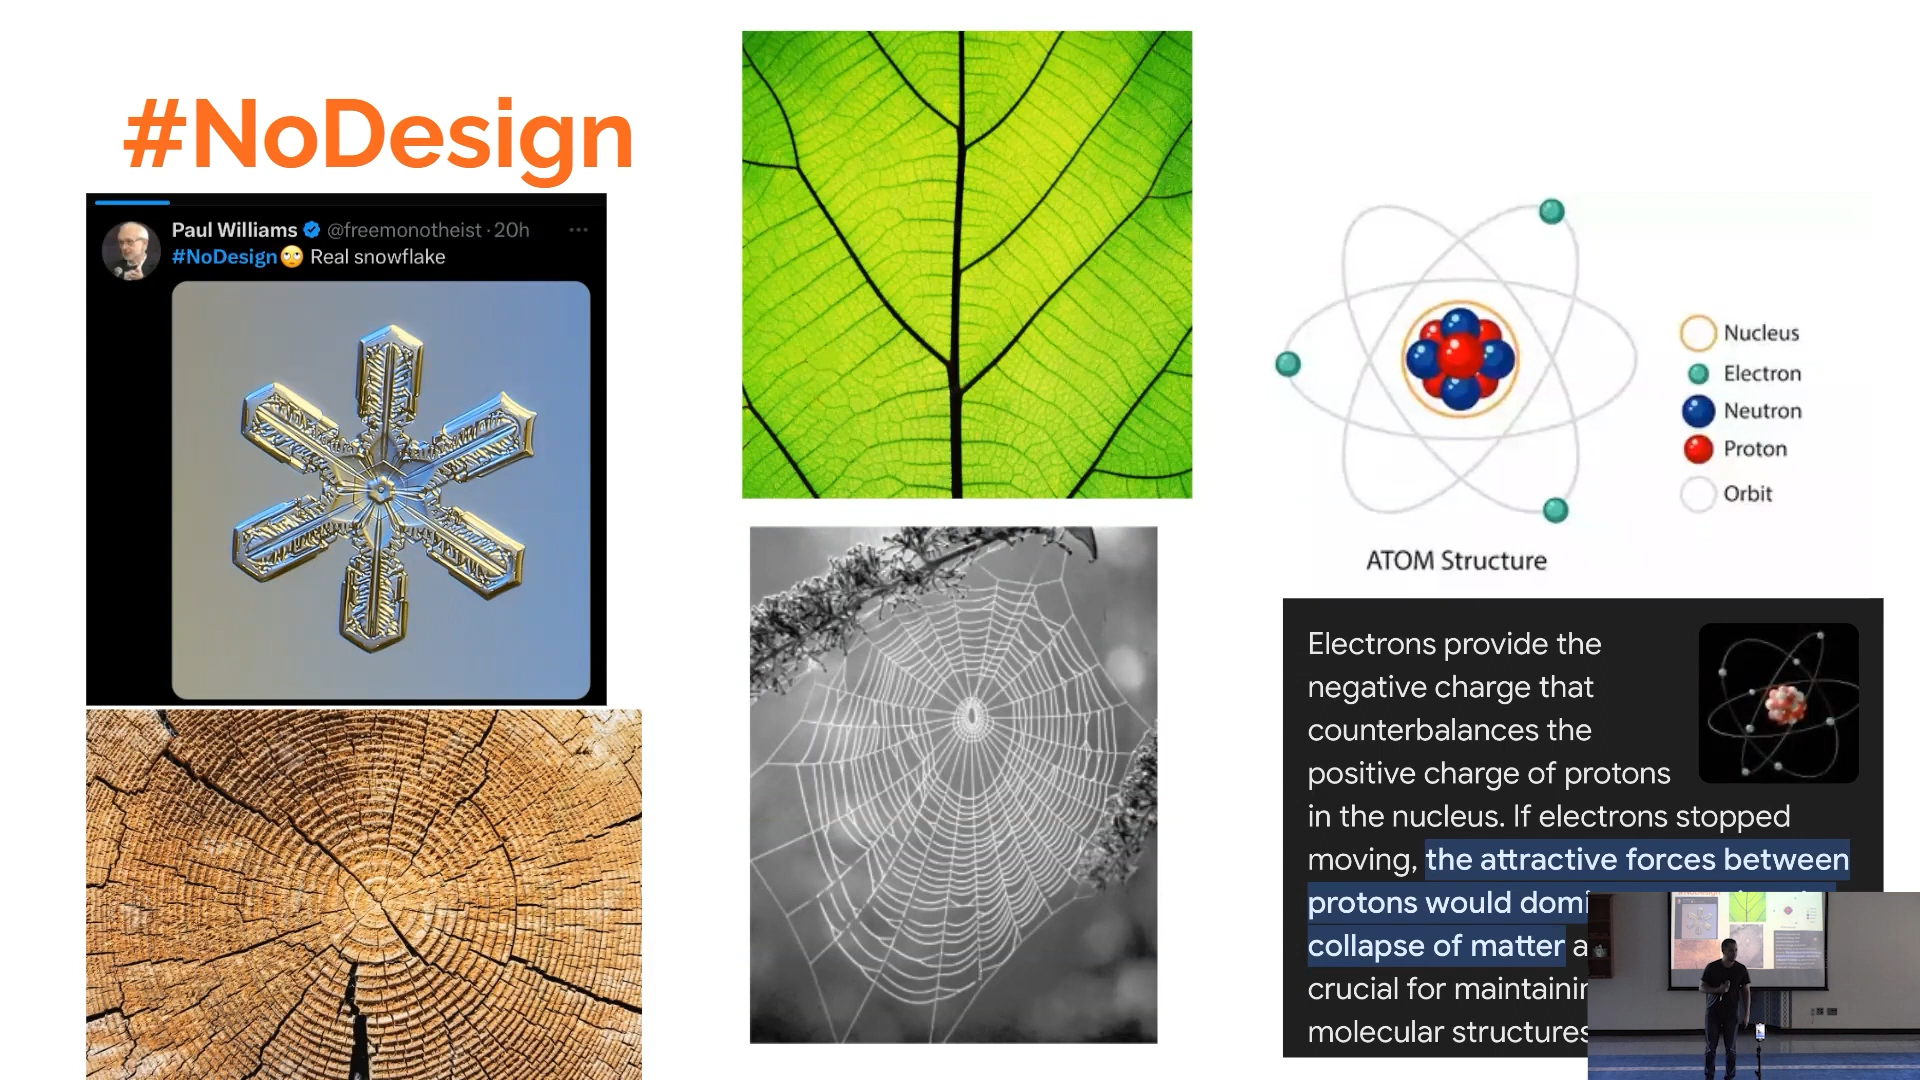 #NoDesign
Paul Williams @freemonotheist · 20h
#NoDesign🙄 Real snowflake
Nucleus
Electron
Neutron
Proton
Orbit
ATOM Structure
Electrons provide the
negative charge that
counterbalances the
positive charge of protons
in the nucleus. If electrons stopped
moving, the attractive forces between
protons would
collapse of matter
crucial for
molecular structures